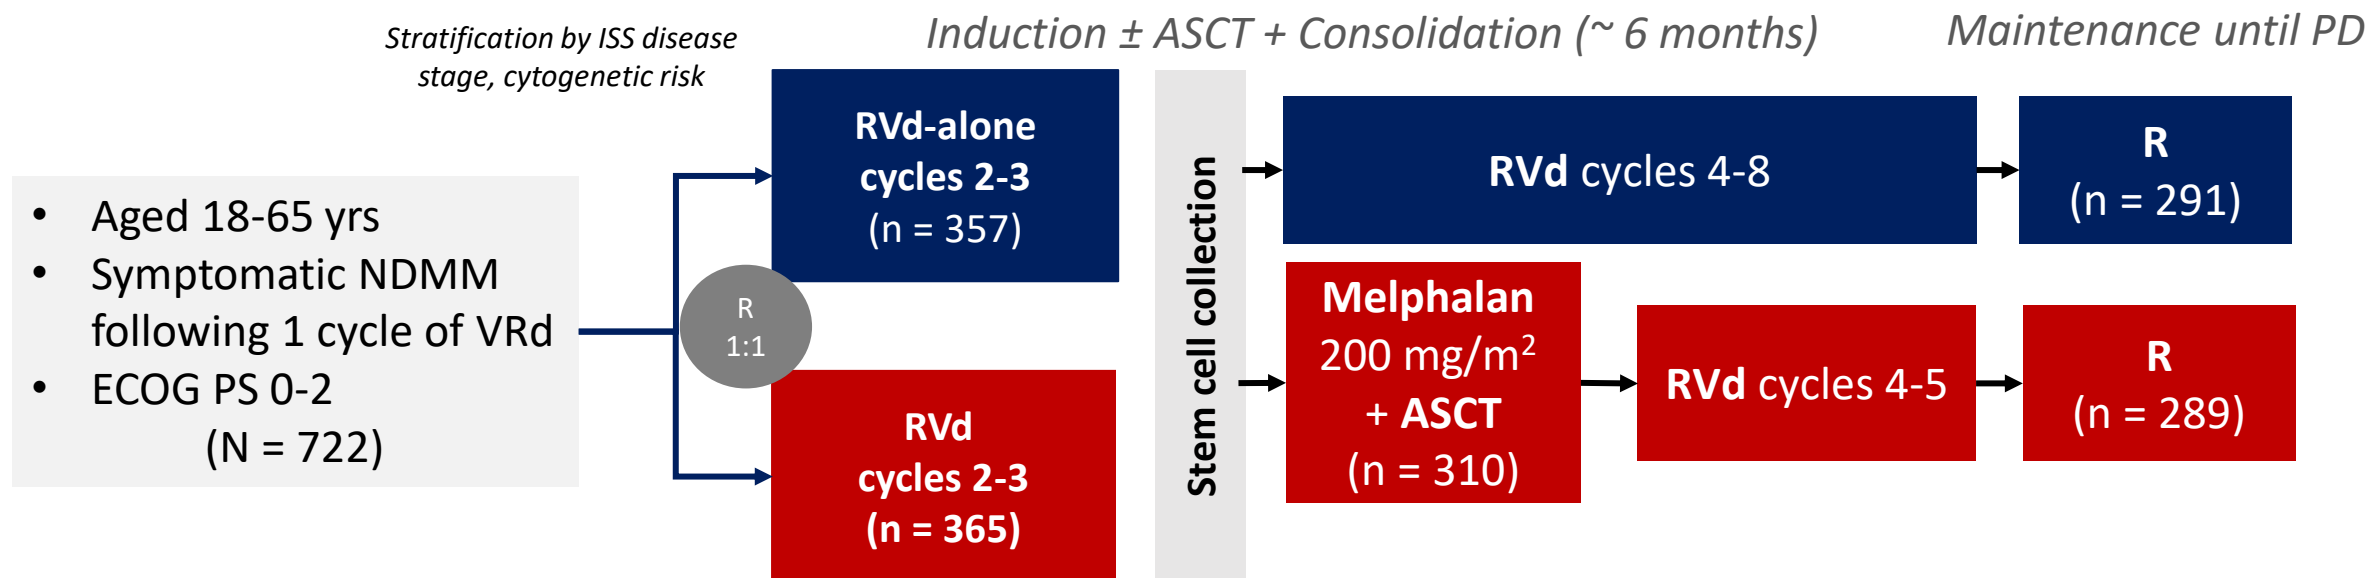 Stratification by ISS disease
stage, cytogenetic risk
Induction ± ASCT + Consolidation (~ 6 months)
Maintenance until PD
• Aged 18-65 yrs
• Symptomatic NDMM
following 1 cycle of VRd
• ECOG PS 0-2
(N = 722)
R
1:1
RVd-alone
cycles 2-3
(n = 357)
RVd
cycles 2-3
(n = 365)
Stem cell collection
RVd cycles 4-8
R
(n = 291)
Melphalan
200 mg/m²
+ ASCT
(n = 310)
RVd cycles 4-5
R
(n = 289)